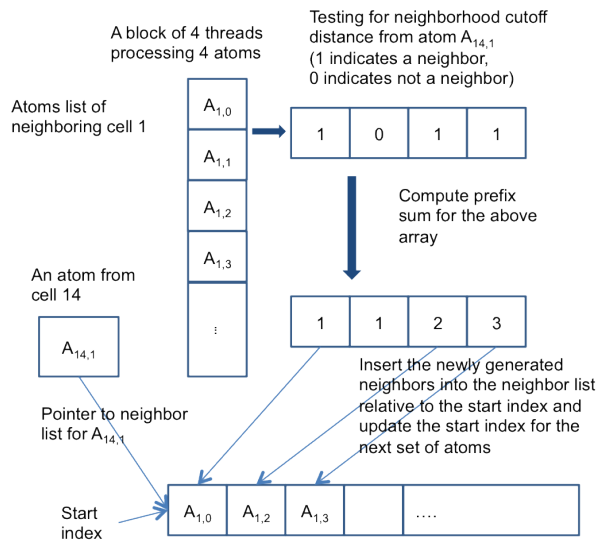 A block of 4 threads
processing 4 atoms
Testing for neighborhood cutoff
distance from atom A14,1
(1 indicates a neighbor,
0 indicates not a neighbor)
Atoms list of
neighboring cell 1
A1,0
1 0 1 1
A1,1
A1,2
Compute prefix
sum for the above
array
A1,3
An atom from
cell 14
⋮
1 1 2 3
A14,1
Insert the newly generated
neighbors into the neighbor list
relative to the start index and
update the start index for the
next set of atoms
Pointer to neighbor
list for A14,1
Start
index
A1,0 A1,2 A1,3 ....